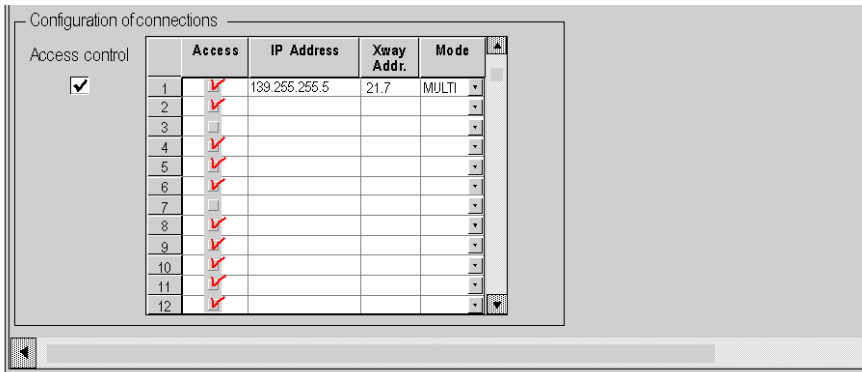 Configuration of connections
Access control
Access IP Address Xway Addr. Mode
1 139.255.255.5 21.7 MULTI
2
3
4
5
6
7
8
9
10
11
12